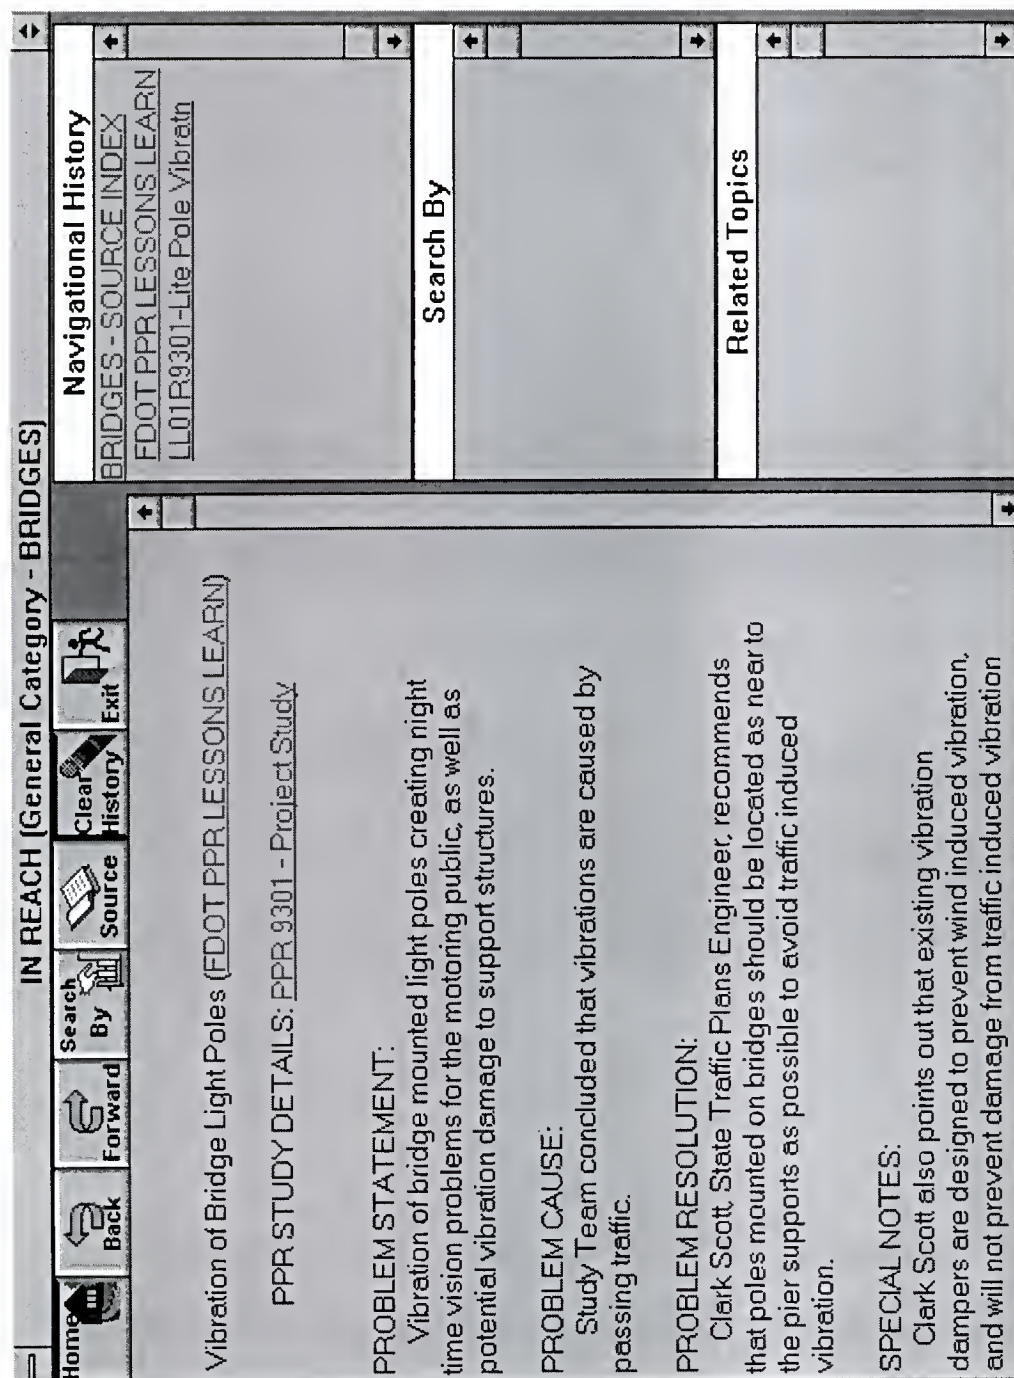 IN REACH (General Category - BRIDGES)
Home
Back
Forward
Search By
Source
Clear History
Exit
Vibration of Bridge Light Poles (FDOT PPR LESSONS LEARN)
PPR STUDY DETAILS: PPR 9301 - Project Study
PROBLEM STATEMENT:
Vibration of bridge mounted light poles creating night
time vision problems for the motoring public, as well as
potential vibration damage to support structures.
PROBLEM CAUSE:
Study Team concluded that vibrations are caused by
passing traffic.
PROBLEM RESOLUTION:
Clark Scott, State Traffic Plans Engineer, recommends
that poles mounted on bridges should be located as near to
the pier supports as possible to avoid traffic induced
vibration.
SPECIAL NOTES:
Clark Scott also points out that existing vibration
dampers are designed to prevent wind induced vibration,
and will not prevent damage from traffic induced vibration
Navigational History
BRIDGES - SOURCE INDEX
FDOT PPR LESSONS LEARN
LL01R9301-Lite Pole Vibratn
Search By
Related Topics